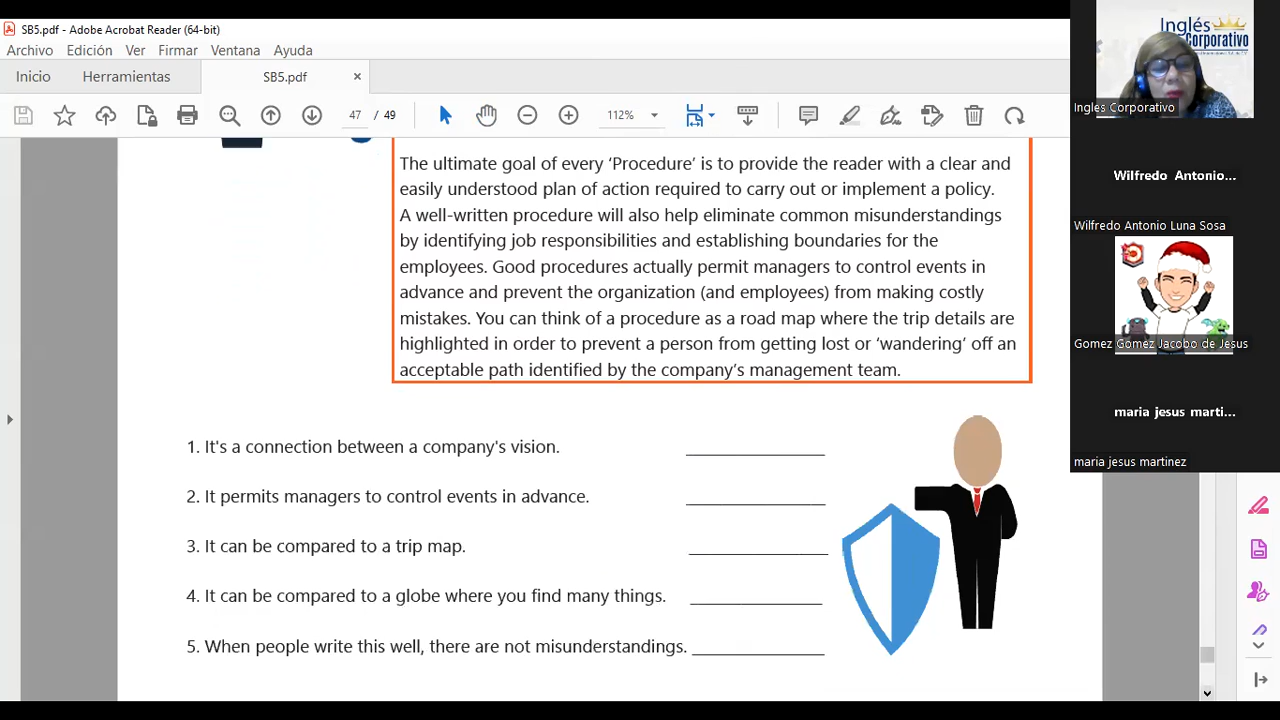 SB5.pdf - Adobe Acrobat Reader (64-bit)
Archivo Edición Ver Firmar Ventana Ayuda
Inicio Herramientas SB5.pdf ×
47 / 49 112%
The ultimate goal of every ‘Procedure’ is to provide the reader with a clear and
easily understood plan of action required to carry out or implement a policy.
A well-written procedure will also help eliminate common misunderstandings
by identifying job responsibilities and establishing boundaries for the
employees. Good procedures actually permit managers to control events in
advance and prevent the organization (and employees) from making costly
mistakes. You can think of a procedure as a road map where the trip details are
highlighted in order to prevent a person from getting lost or ‘wandering’ off an
acceptable path identified by the company’s management team.
1. It's a connection between a company's vision. ______________
2. It permits managers to control events in advance. ______________
3. It can be compared to a trip map. ______________
4. It can be compared to a globe where you find many things. ______________
5. When people write this well, there are not misunderstandings. ______________
Inglés
Corporativo
Ingles Corporativo
Wilfredo Antonio...
Wilfredo Antonio Luna Sosa
Gomez Gomez Jacobo de Jesus
maria jesus marti...
maria jesus martinez